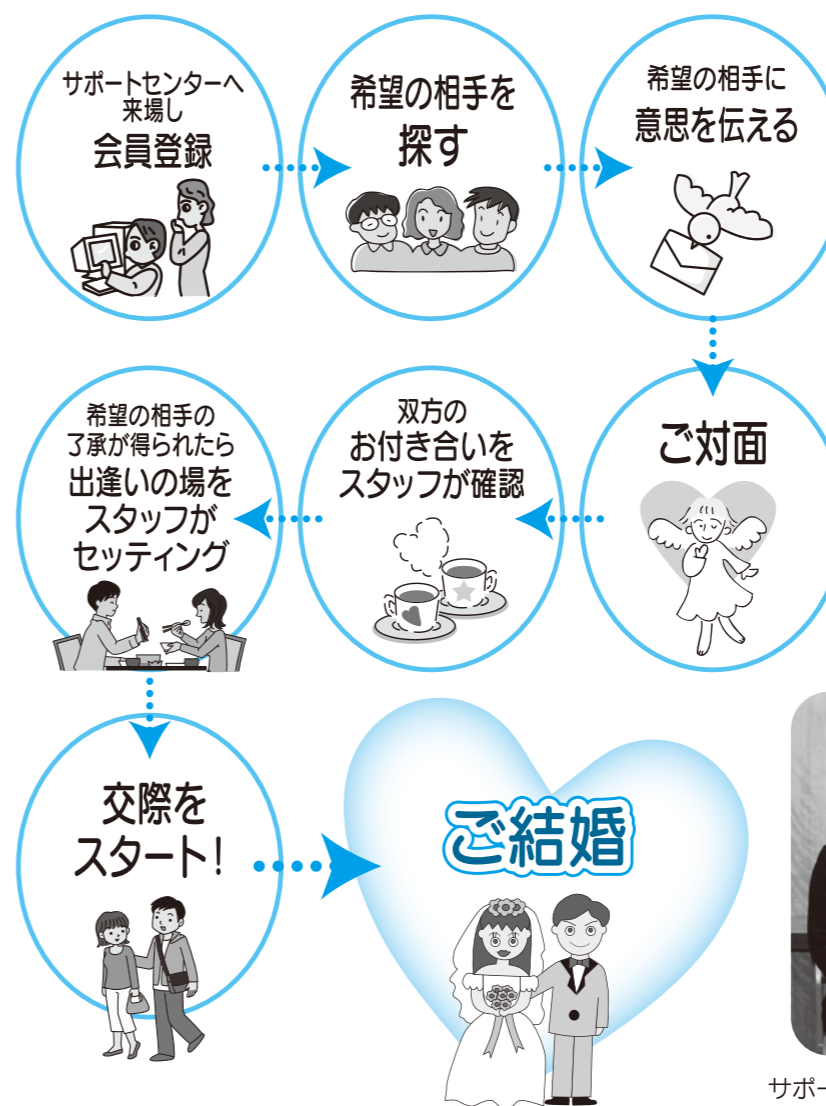 サポートセンターへ
来場し
会員登録
希望の相手を
探す
希望の相手に
意思を伝える
ご対面
双方の
お付き合いを
スタッフが確認
希望の相手の
了承が得られたら
出逢いの場を
スタッフが
セッティング
交際を
スタート!
ご結婚
サポー